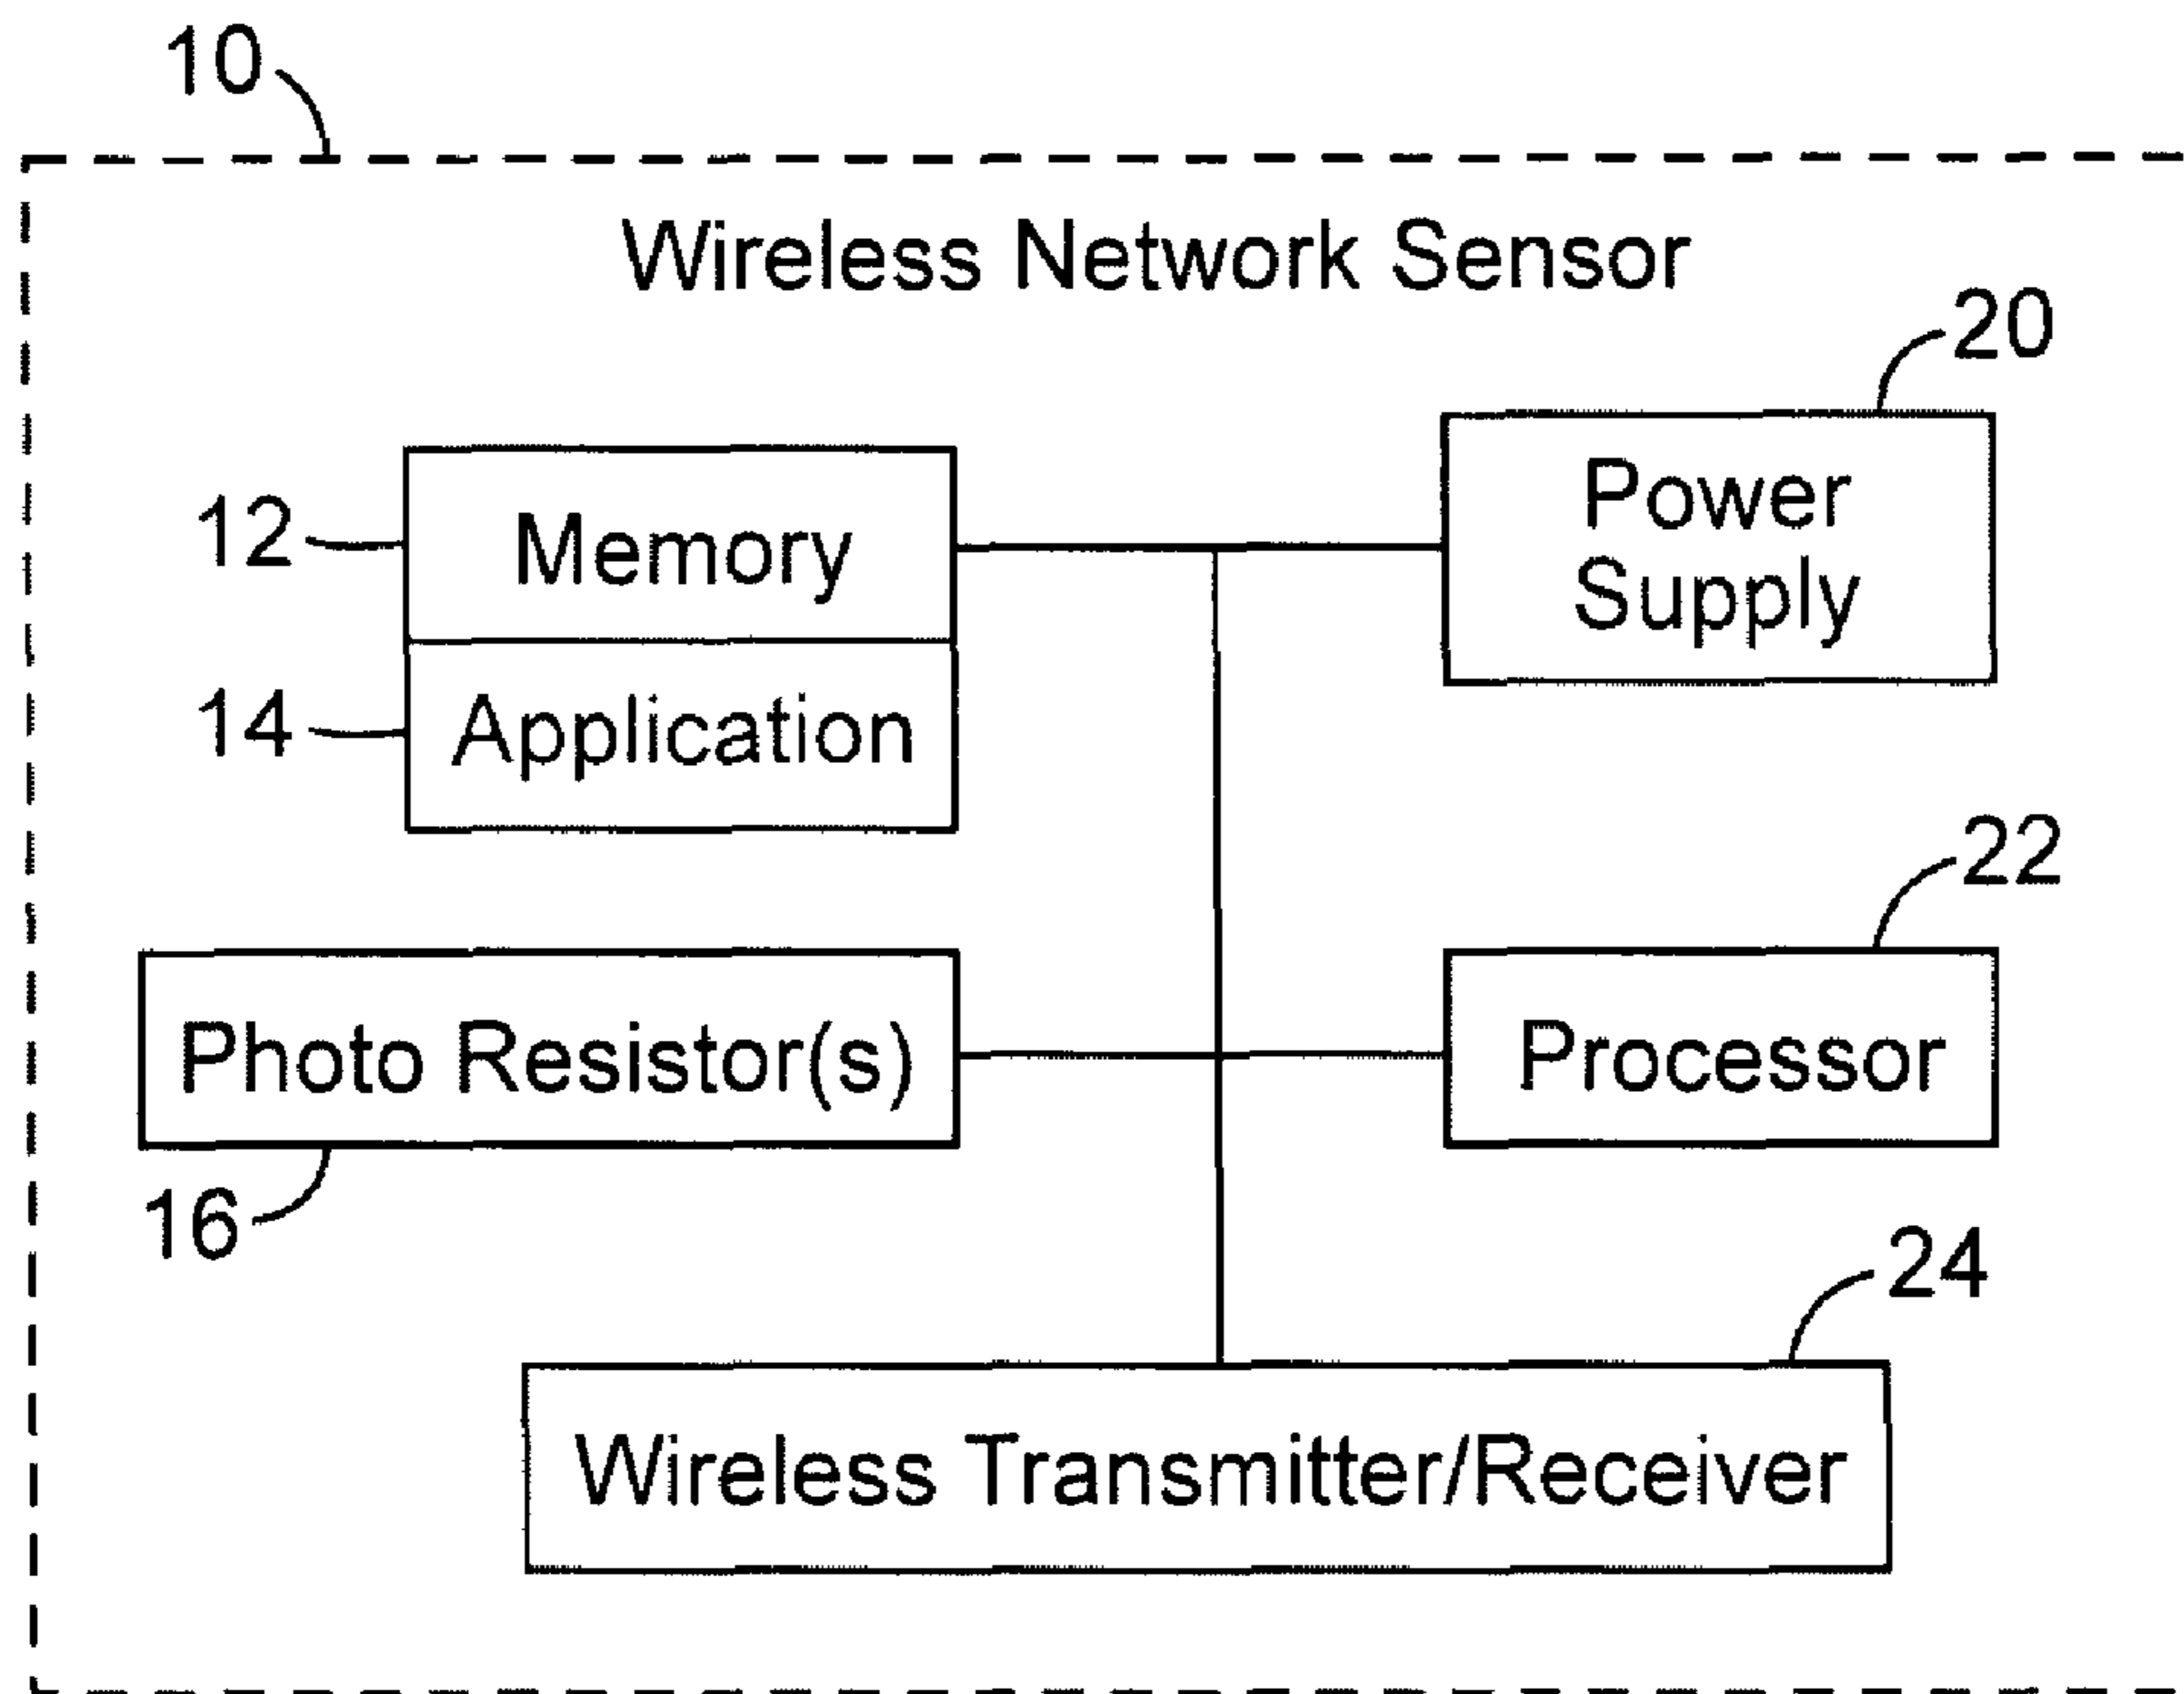 10
Wireless Network Sensor
20
Power
Supply
12
Memory
14
Application
22
Photo Resistor(s)
Processor
16
24
Wireless Transmitter/Receiver